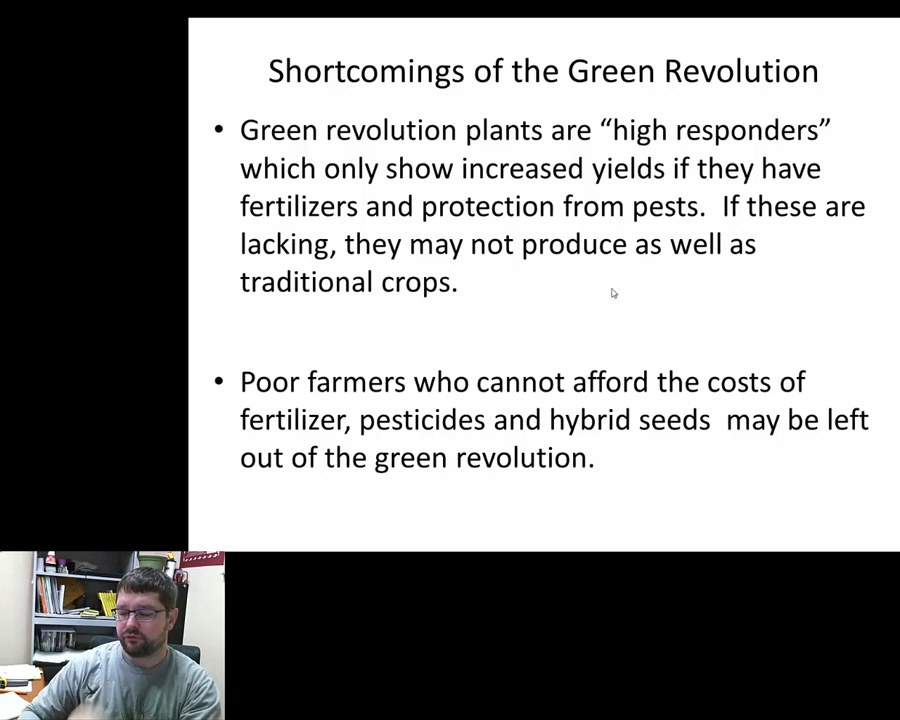 Shortcomings of the Green Revolution
• Green revolution plants are “high responders”
which only show increased yields if they have
fertilizers and protection from pests.  If these are
lacking, they may not produce as well as
traditional crops.
• Poor farmers who cannot afford the costs of
fertilizer, pesticides and hybrid seeds  may be left
out of the green revolution.